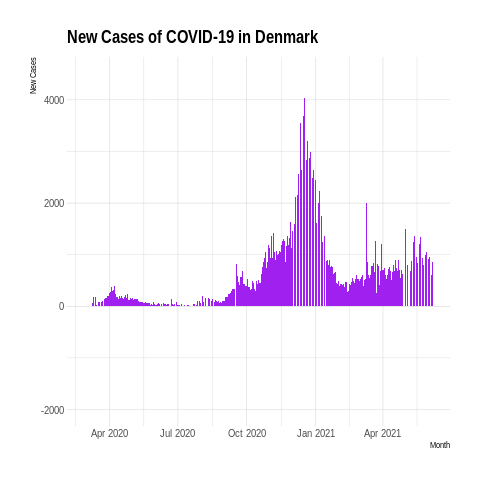 New Cases of COVID-19 in Denmark
New Cases
4000
2000
0
-2000
Apr 2020 Jul 2020 Oct 2020 Jan 2021 Apr 2021
Month